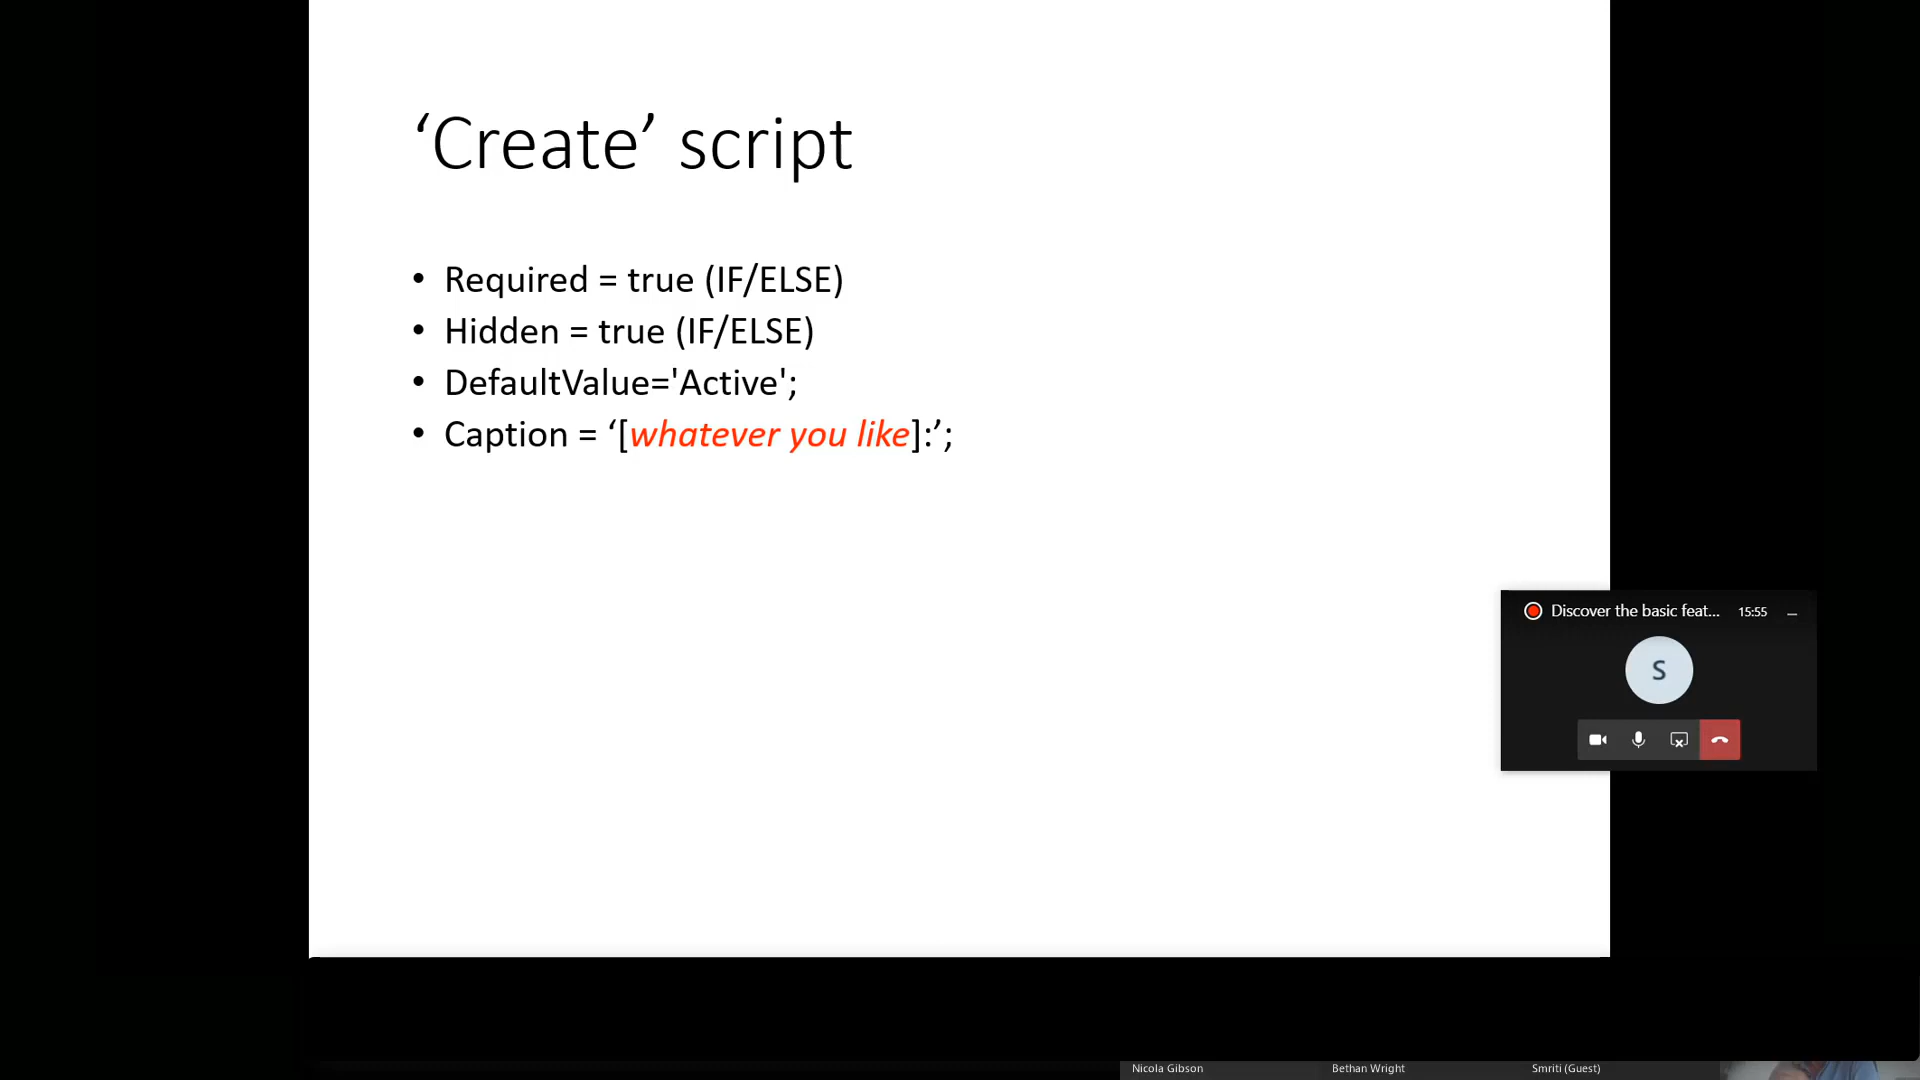 ‘Create’ script
• Required = true (IF/ELSE)
• Hidden = true (IF/ELSE)
• DefaultValue='Active';
• Caption = ‘[whatever you like]:’;
Discover the basic feat... 15:55
S
Nicola Gibson Bethan Wright Smriti (Guest)